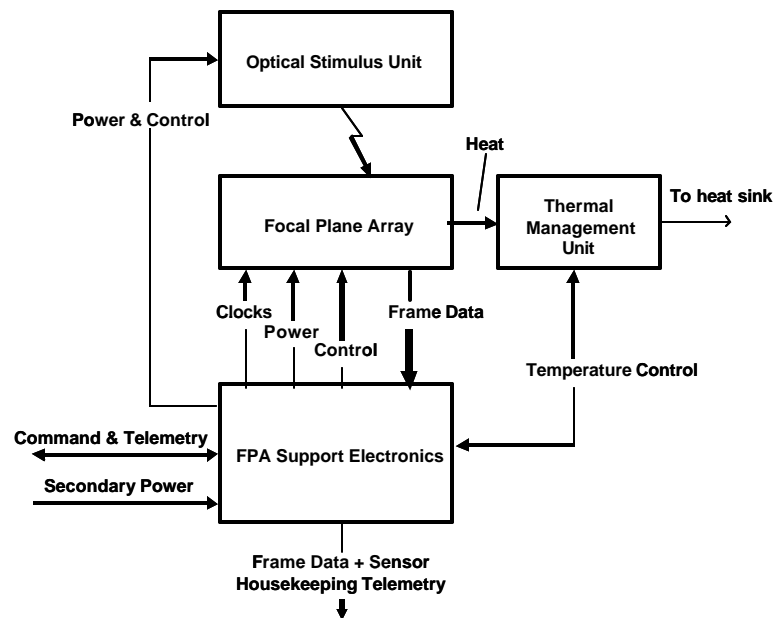 Optical Stimulus Unit
Power & Control
Heat
To heat sink
Focal Plane Array
Thermal
Management
Unit
Clocks
Power
Control
Frame Data
Temperature Control
Command & Telemetry
FPA Support Electronics
Secondary Power
Frame Data + Sensor
Housekeeping Telemetry